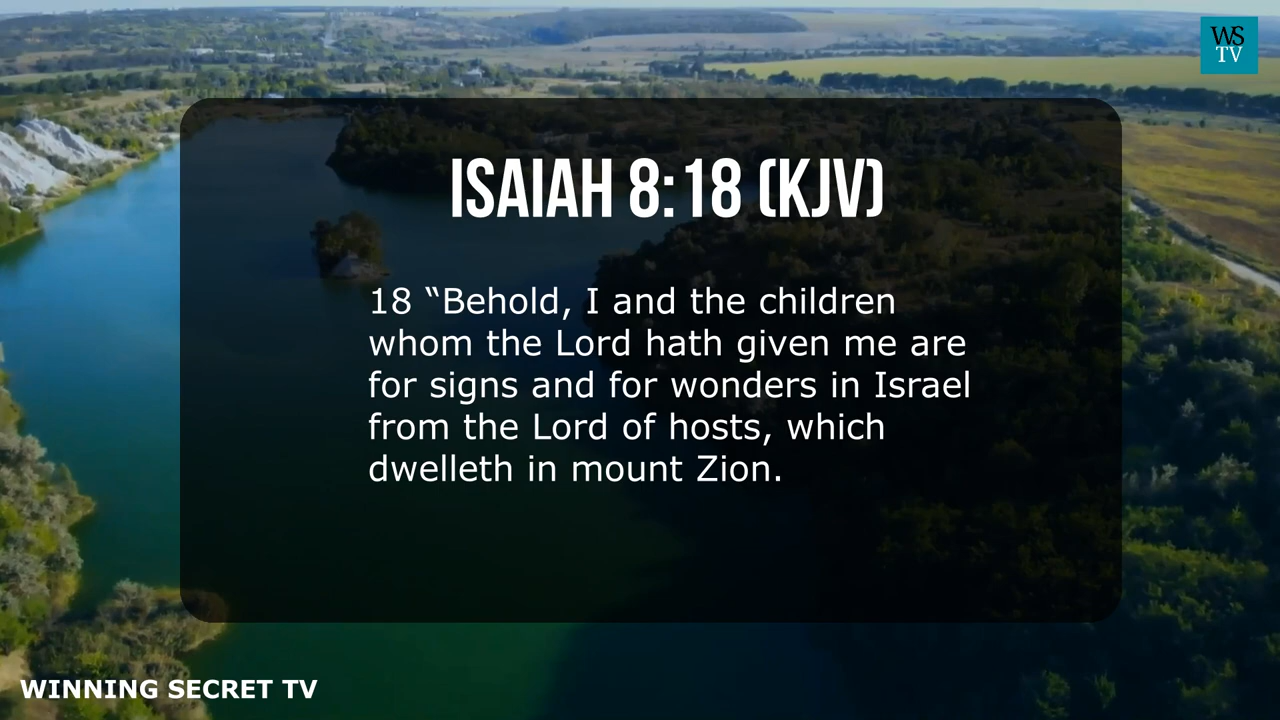 WS
TV
ISAIAH 8:18 (KJV)
18 “Behold, I and the children
whom the Lord hath given me are
for signs and for wonders in Israel
from the Lord of hosts, which
dwelleth in mount Zion.
WINNING SECRET TV